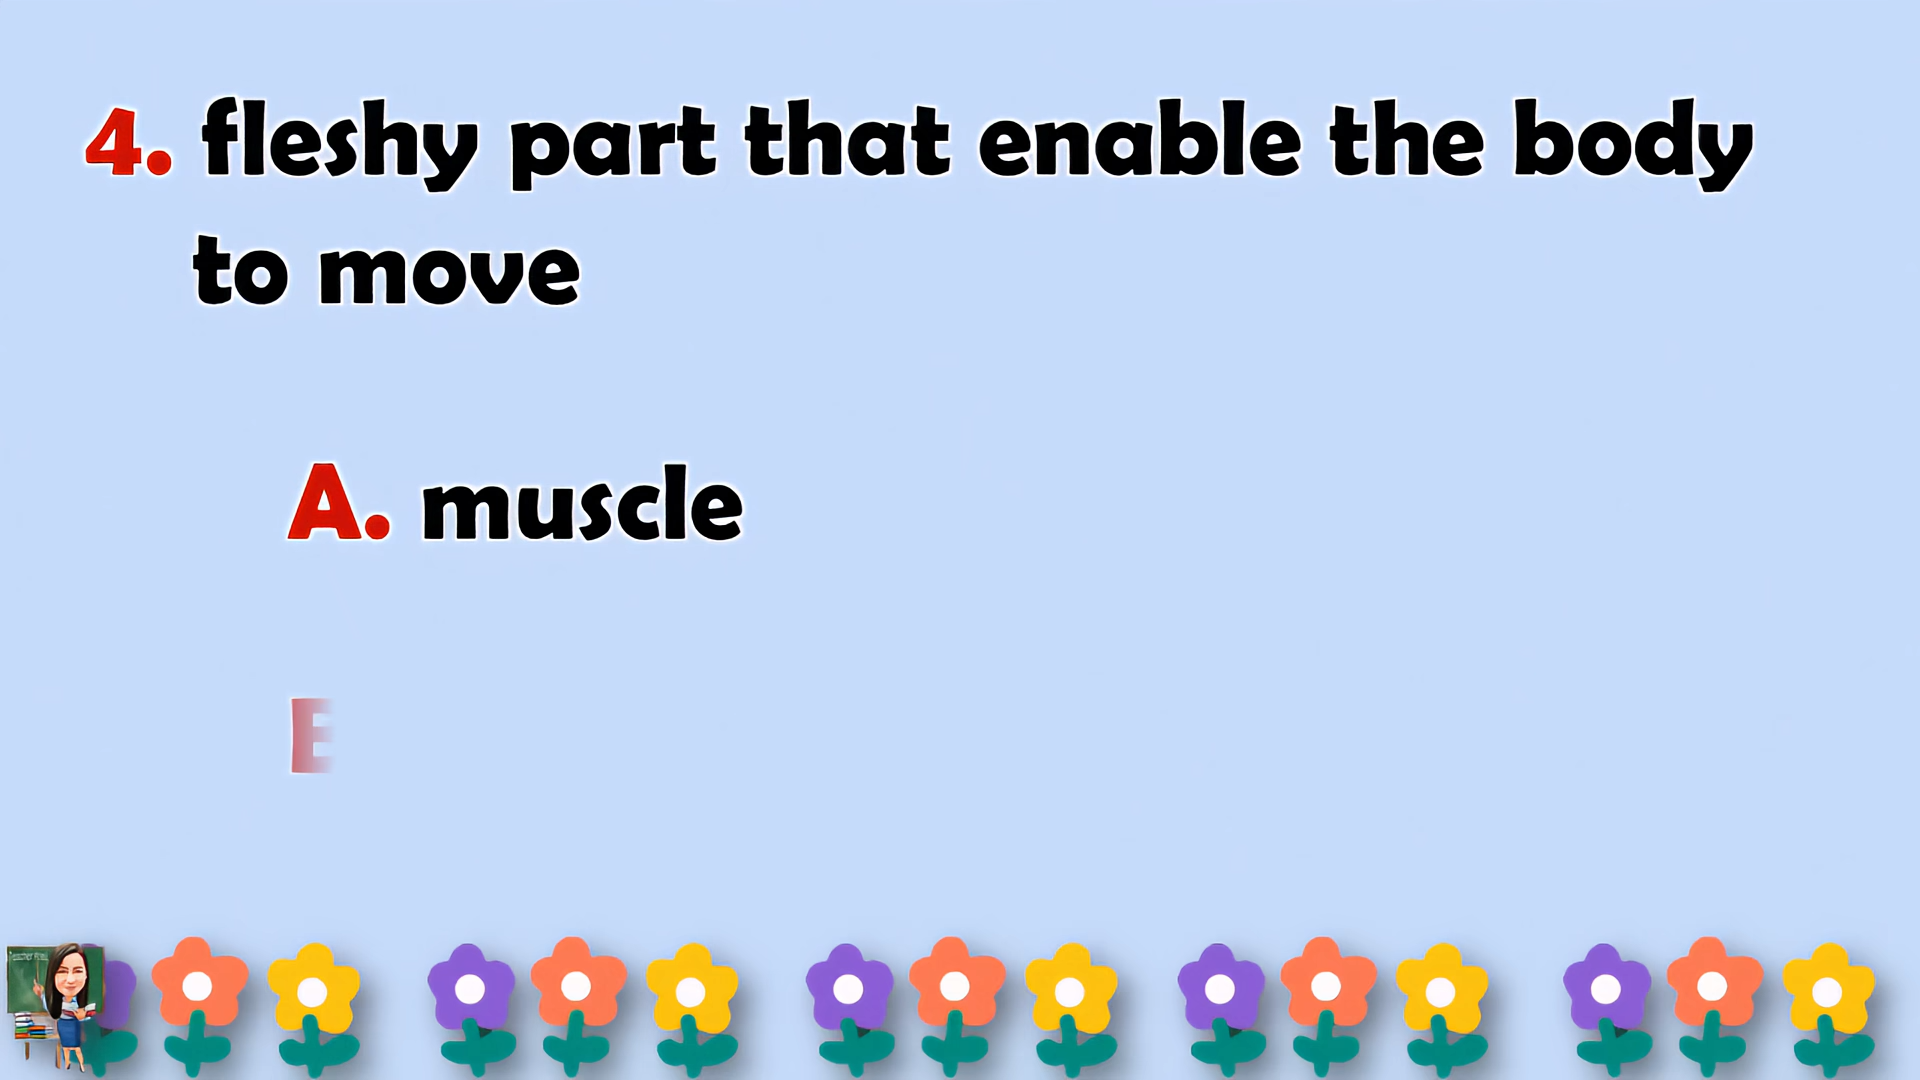 4. fleshy part that enable the body
to move
A. muscle